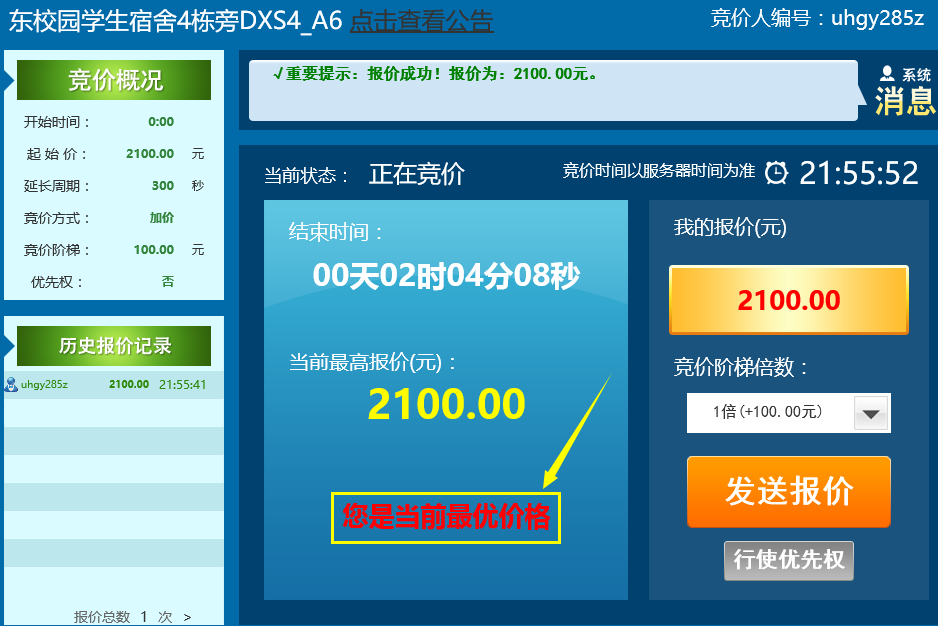 东校园学生宿舍4栋旁DXS4_A6 点击查看公告
竞价人编号：uhgy285z
竞价概况
开始时间： 0:00
起 始 价： 2100.00 元
延长周期： 300 秒
竞价方式： 加价
竞价阶梯： 100.00 元
优先权： 否
历史报价记录
uhgy285z 2100.00 21:55:41
报价总数 1 次 >
√重要提示：报价成功！报价为：2100.00元。
系统
消息
当前状态： 正在竞价
竞价时间以服务器时间为准 21:55:52
结束时间：
00天02时04分08秒
当前最高报价(元)：
2100.00
您是当前最优价格
我的报价(元)
2100.00
竞价阶梯倍数：
1倍(+100.00元)
发送报价
行使优先权